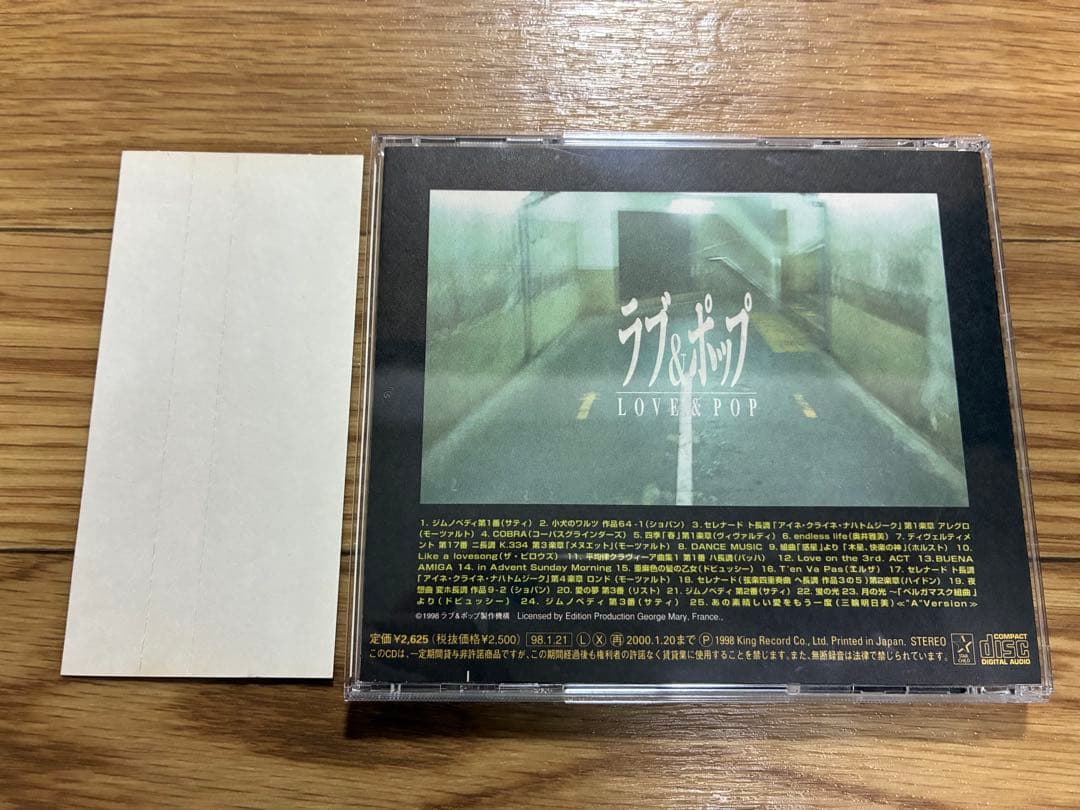 ラブ&ポップ
LOVE & POP
1. ジムノペディ第1番(サティ) 2. 小犬のワルツ 作品64-1(ショパン) 3. セレナード ト長調「アイネ・クライネ・ナハトムジーク」第1楽章 アレグロ
(モーツァルト) 4. COBRA(コーパスグラインダーズ) 5. 四季「春」第1楽章(ヴィヴァルディ) 6. endless life(奥井雅美) 7. ディヴェルティメ
ント 第17番 ニ長調 K.334 第3楽章「メヌエット」(モーツァルト) 8. DANCE MUSIC 9. 組曲「惑星」より「木星、快楽の神」(ホルスト) 10.
Like a lovesong(ザ・ピロウズ) 11. 平均律クラヴィーア曲集1 第1番 ハ長調(バッハ) 12. Love on the 3rd. ACT 13.BUENA
AMIGA 14. in Advent Sunday Morning 15. 亜麻色の髪の乙女(ドビュッシー) 16. T'en Va Pas(エルザ) 17. セレナード ト長調
「アイネ・クライネ・ナハトムジーク」第4楽章 ロンド(モーツァルト) 18. セレナード(弦楽四重奏曲 ヘ長調 作品3の5)第2楽章(ハイドン) 19. 夜
想曲 変ホ長調 作品9-2(ショパン) 20. 愛の夢 第3番(リスト) 21. ジムノペディ 第2番(サティ) 22. 蛍の光 23. 月の光 ~「ベルガマスク組曲」
より(ドビュッシー) 24. ジムノペディ 第3番(サティ) 25. あの素晴しい愛をもう一度(三輪明日美)≪"A"Version≫
©1998 ラブ&ポップ製作機構 Licensed by Edition Production George Mary, France.,
定価¥2,625(税抜価格¥2,500) 98.1.21 L X 再 2000.1.20まで Ⓟ 1998 King Record Co., Ltd. Printed in Japan. STEREO
このCDは、一定期間貸与非許諾商品ですが、この期間経過後も権利者の許諾なく賃貸業に使用することを禁じます。また、無断録音は法律で禁じられています。
STAR CHILD
COMPACT
disc
DIGITAL AUDIO